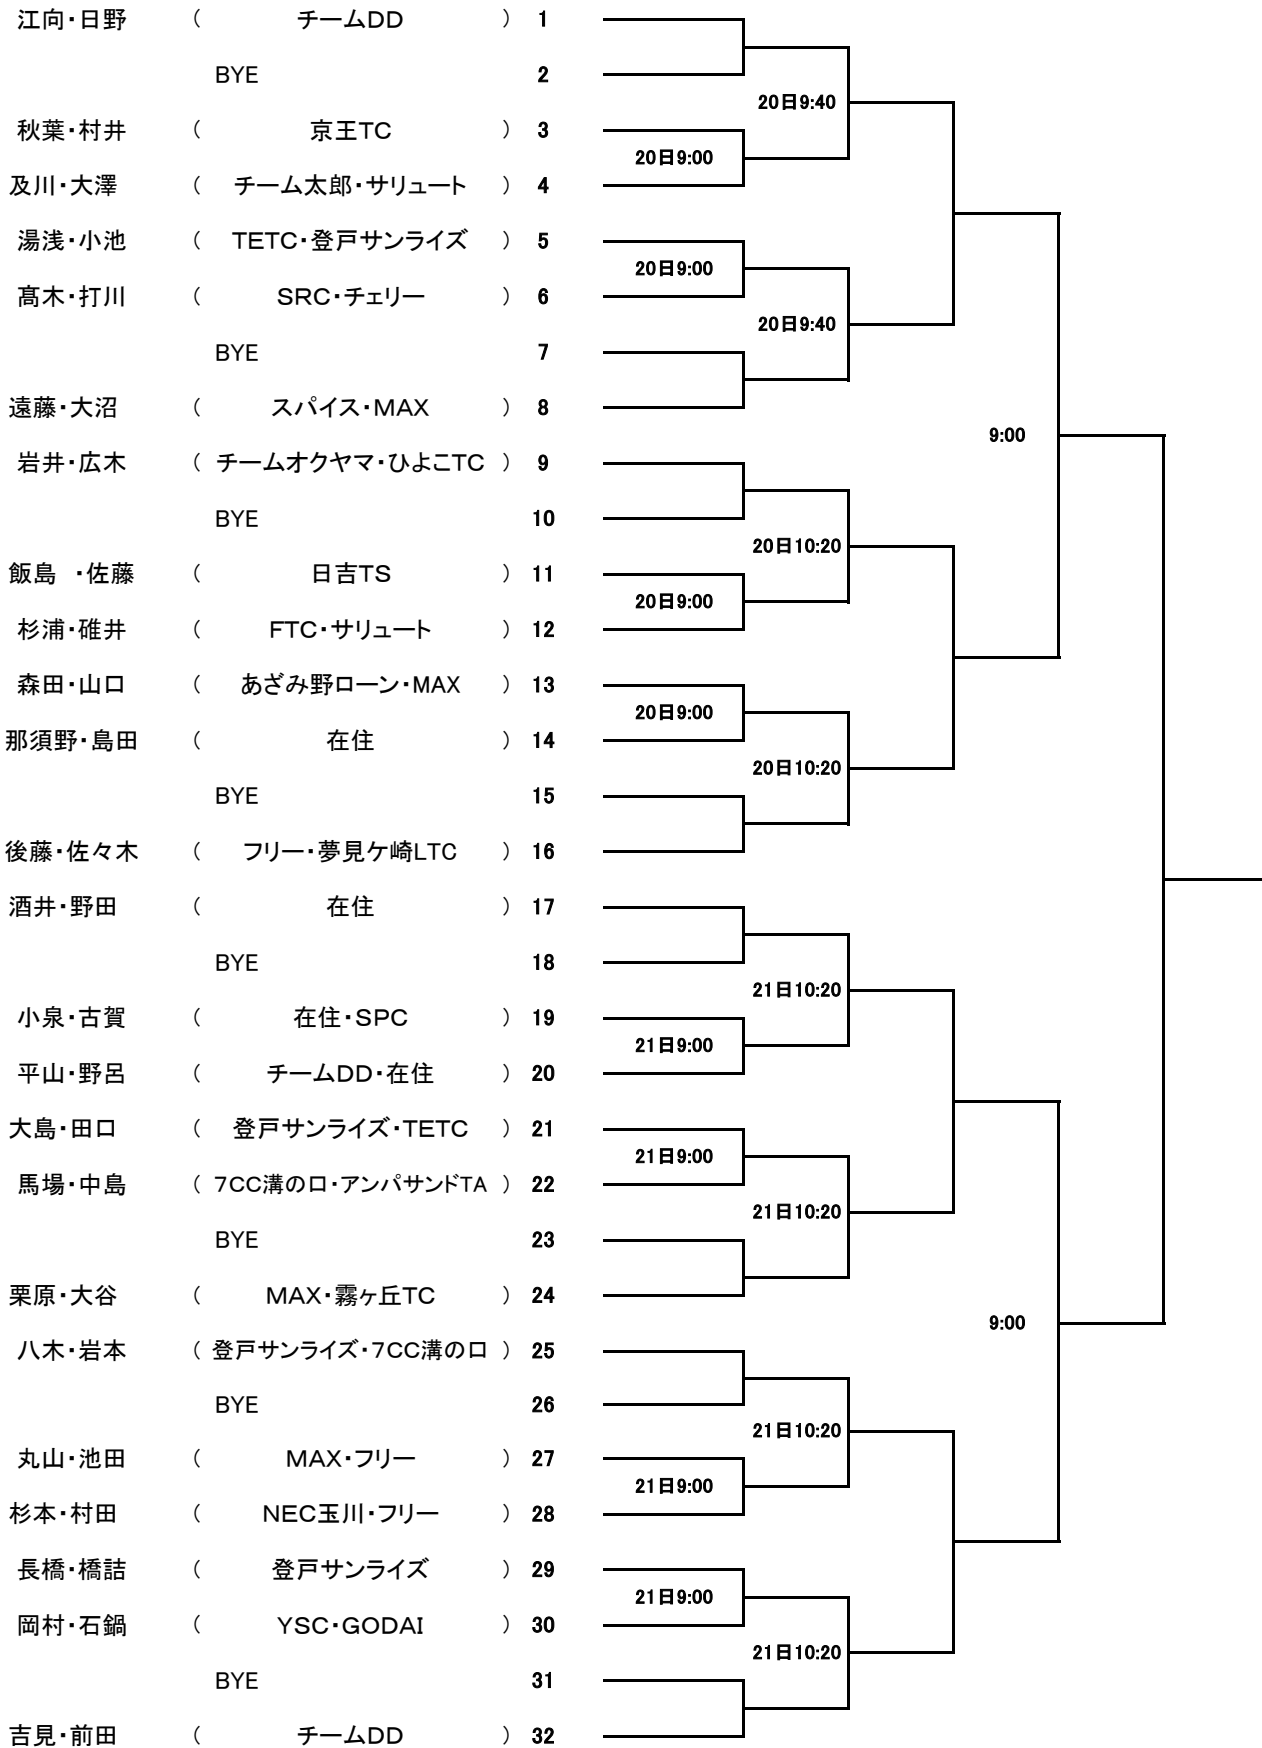 江向・日野 ( チームDD ) 1
BYE 2
20日9:40
秋葉・村井 ( 京王TC ) 3
20日9:00
及川・大澤 ( チーム太郎・サリュート ) 4
湯浅・小池 ( TETC・登戸サンライズ ) 5
20日9:00
髙木・打川 ( SRC・チェリー ) 6
20日9:40
BYE 7
遠藤・大沼 ( スパイス・MAX ) 8
9:00
岩井・広木 ( チームオクヤマ・ひよこTC ) 9
BYE 10
20日10:20
飯島　・佐藤 ( 日吉TS ) 11
20日9:00
杉浦・碓井 ( FTC・サリュート ) 12
森田・山口 ( あざみ野ローン・MAX ) 13
20日9:00
那須野・島田 ( 在住 ) 14
20日10:20
BYE 15
後藤・佐々木 ( フリー・夢見ケ崎LTC ) 16
酒井・野田 ( 在住 ) 17
BYE 18
21日10:20
小泉・古賀 ( 在住・SPC ) 19
21日9:00
平山・野呂 ( チームDD・在住 ) 20
大島・田口 ( 登戸サンライズ・TETC ) 21
21日9:00
馬場・中島 ( 7CC溝の口・アンパサンドTA ) 22
21日10:20
BYE 23
栗原・大谷 ( MAX・霧ヶ丘TC ) 24
9:00
八木・岩本 ( 登戸サンライズ・7CC溝の口 ) 25
BYE 26
21日10:20
丸山・池田 ( MAX・フリー ) 27
21日9:00
杉本・村田 ( NEC玉川・フリー ) 28
長橋・橋詰 ( 登戸サンライズ ) 29
21日9:00
岡村・石鍋 ( YSC・GODAI ) 30
21日10:20
BYE 31
吉見・前田 ( チームDD ) 32